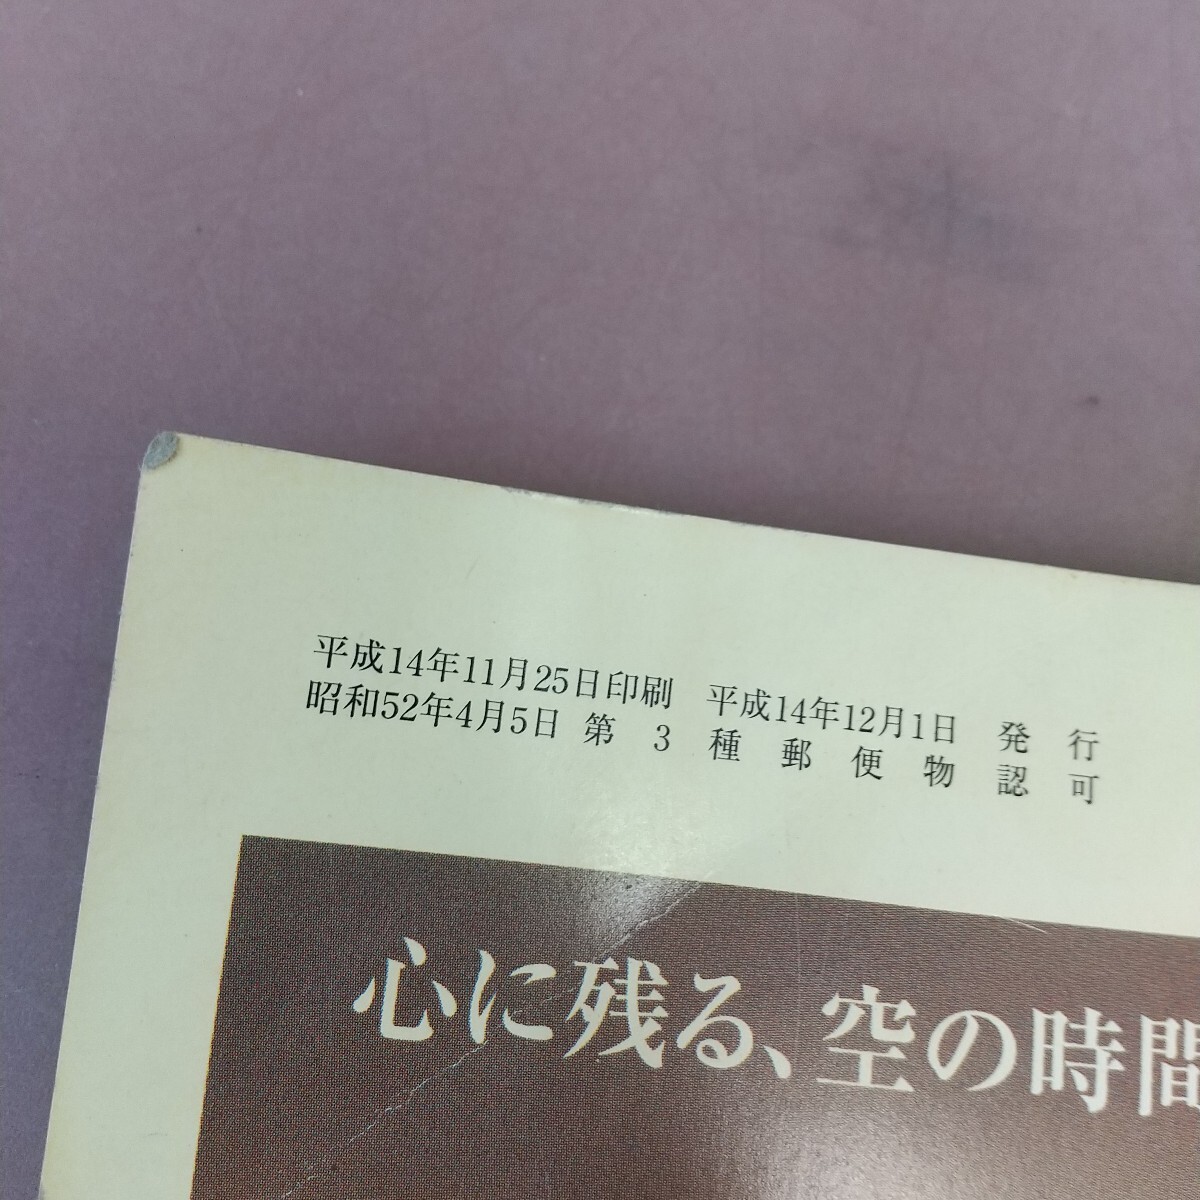 平成14年11月25日印刷　平成14年12月1日　発　行
昭和52年4月5日　第　3　種　郵　便　物　認　可
心に残る、空の時間